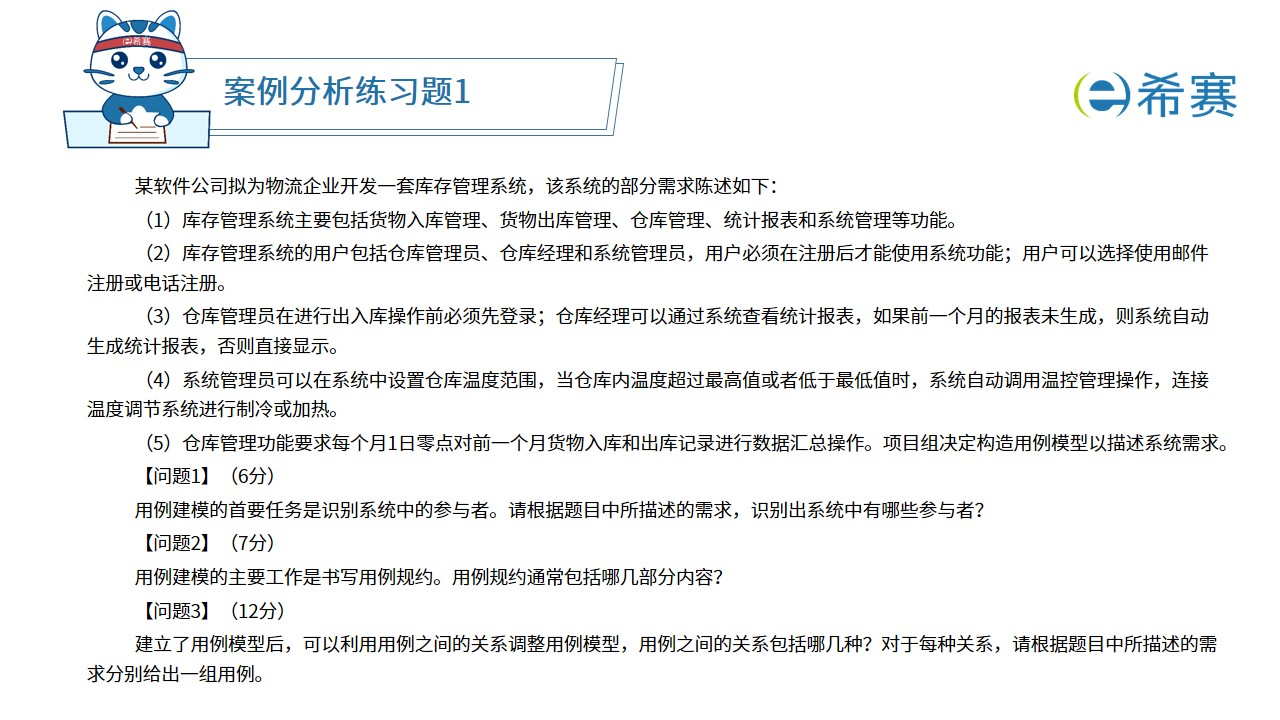 希赛
案例分析练习题1
希赛
某软件公司拟为物流企业开发一套库存管理系统，该系统的部分需求陈述如下：
（1）库存管理系统主要包括货物入库管理、货物出库管理、仓库管理、统计报表和系统管理等功能。
（2）库存管理系统的用户包括仓库管理员、仓库经理和系统管理员，用户必须在注册后才能使用系统功能；用户可以选择使用邮件
注册或电话注册。
（3）仓库管理员在进行出入库操作前必须先登录；仓库经理可以通过系统查看统计报表，如果前一个月的报表未生成，则系统自动
生成统计报表，否则直接显示。
（4）系统管理员可以在系统中设置仓库温度范围，当仓库内温度超过最高值或者低于最低值时，系统自动调用温控管理操作，连接
温度调节系统进行制冷或加热。
（5）仓库管理功能要求每个月1日零点对前一个月货物入库和出库记录进行数据汇总操作。项目组决定构造用例模型以描述系统需求。
【问题1】（6分）
用例建模的首要任务是识别系统中的参与者。请根据题目中所描述的需求，识别出系统中有哪些参与者？
【问题2】（7分）
用例建模的主要工作是书写用例规约。用例规约通常包括哪几部分内容？
【问题3】（12分）
建立了用例模型后，可以利用用例之间的关系调整用例模型，用例之间的关系包括哪几种？对于每种关系，请根据题目中所描述的需
求分别给出一组用例。